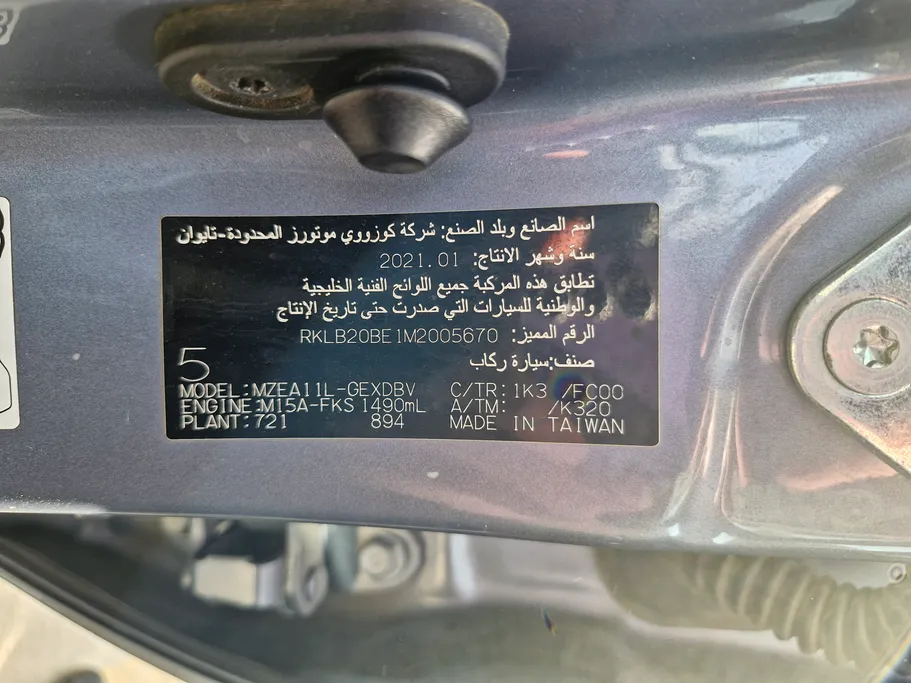 اسم الصانع وبلد الصنع: شركة كوزووي موتورز المحدودة-تايوان
سنة وشهر الانتاج: 2021.01
تطابق هذه المركبة جميع اللوائح الفنية الخليجية
والوطنية للسيارات التي صدرت حتى تاريخ الإنتاج
الرقم المميز: RKLB20BE1M2005670
صنف:سيارة ركاب
5
MODEL:MZEA11L-GEXDBV C/TR: 1K3 /FC00
ENGINE:M15A-FKS 1490mL A/TM: /K320
PLANT:721 894 MADE IN TAIWAN